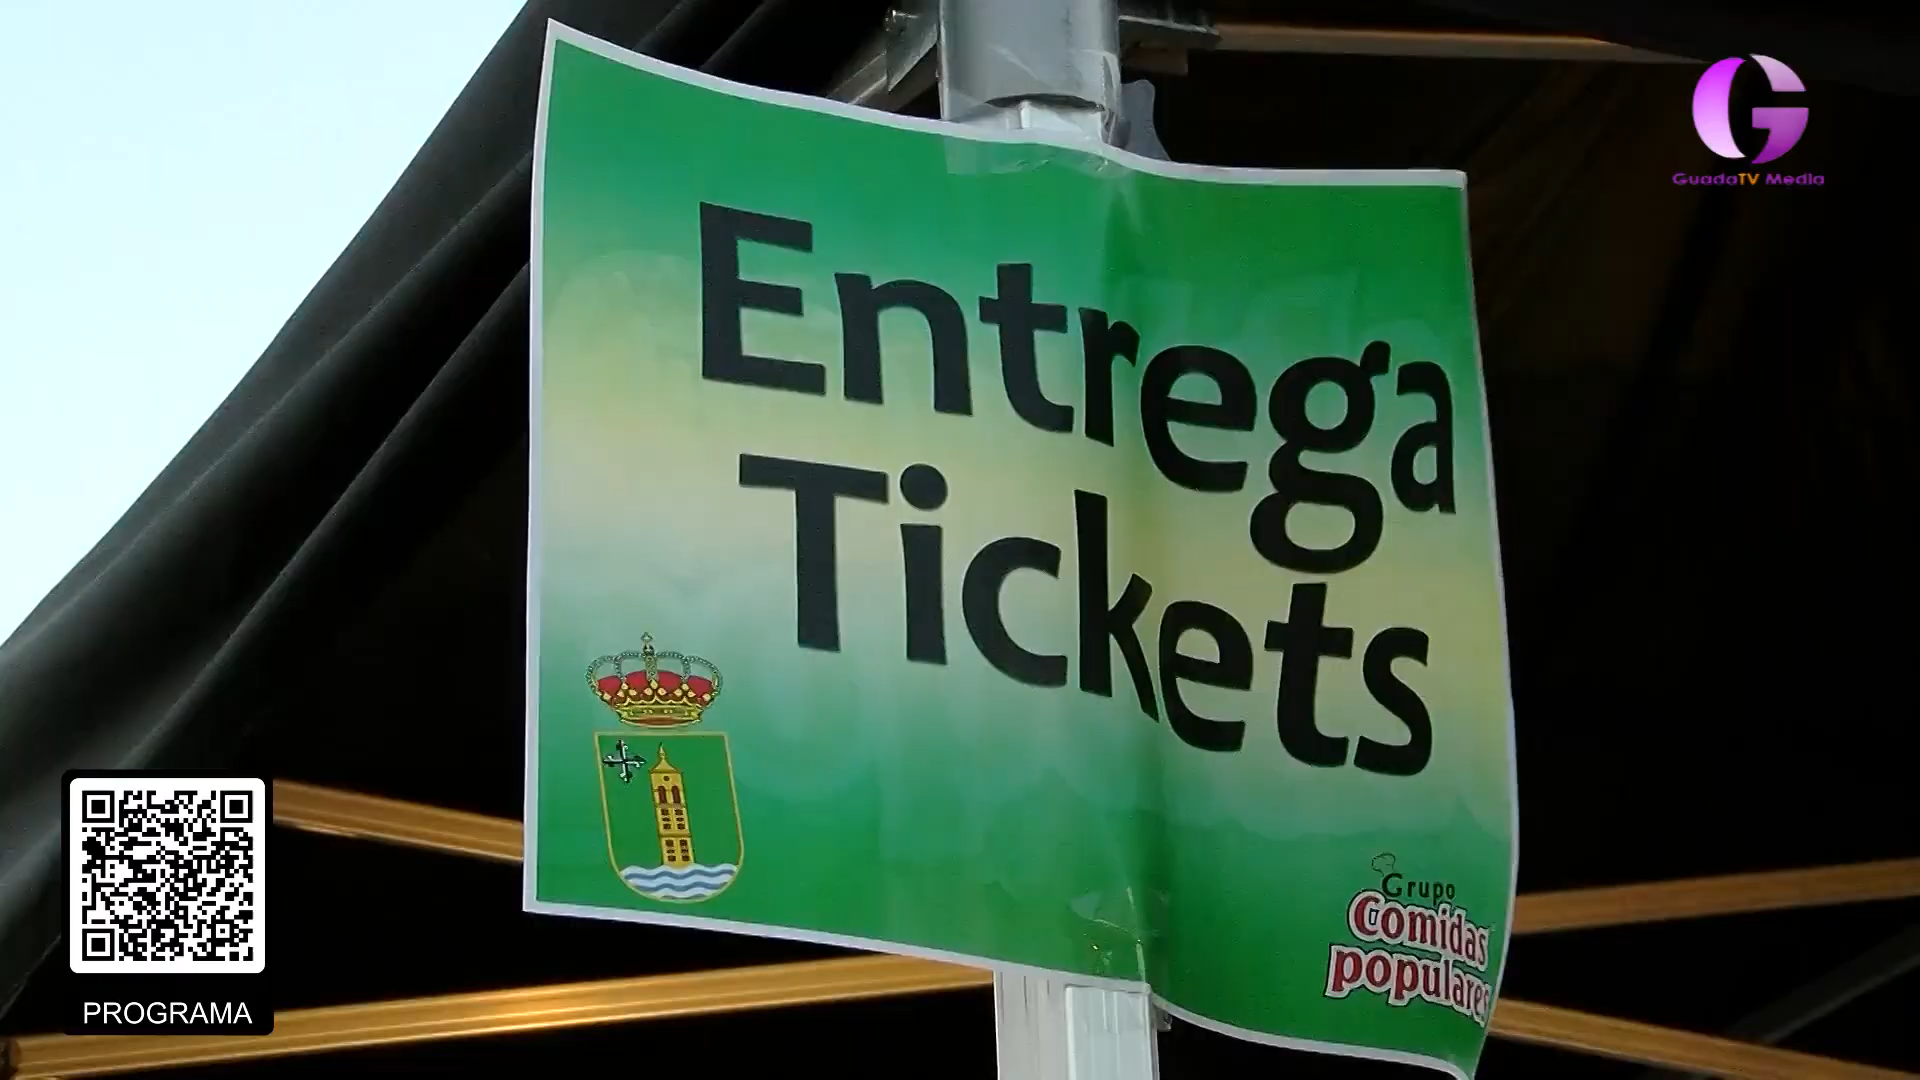 GuadaTV Media
Entrega
Tickets
Grupo
Comidas
populares
PROGRAMA